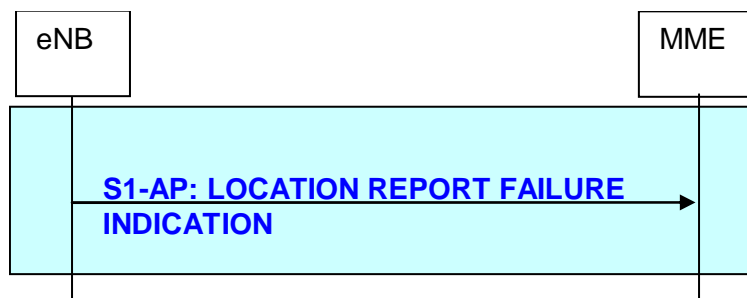 eNB
MME
S1-AP: LOCATION REPORT FAILURE
INDICATION